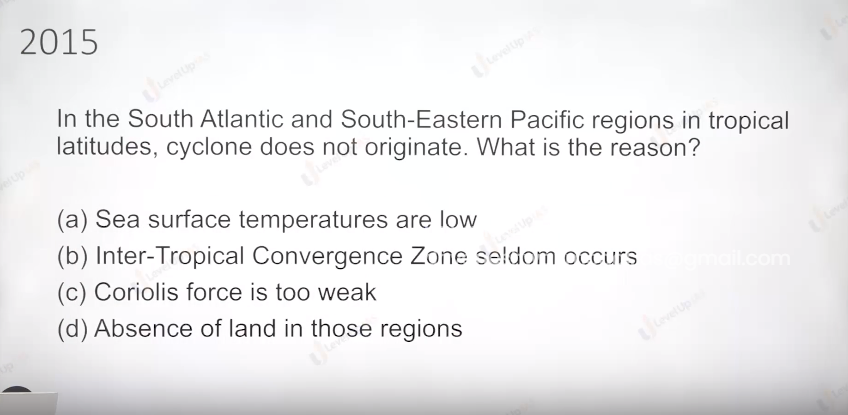 2015
In the South Atlantic and South-Eastern Pacific regions in tropical
latitudes, cyclone does not originate. What is the reason?
(a) Sea surface temperatures are low
(b) Inter-Tropical Convergence Zone seldom occurs
gmail.com
(c) Coriolis force is too weak
(d) Absence of land in those regions